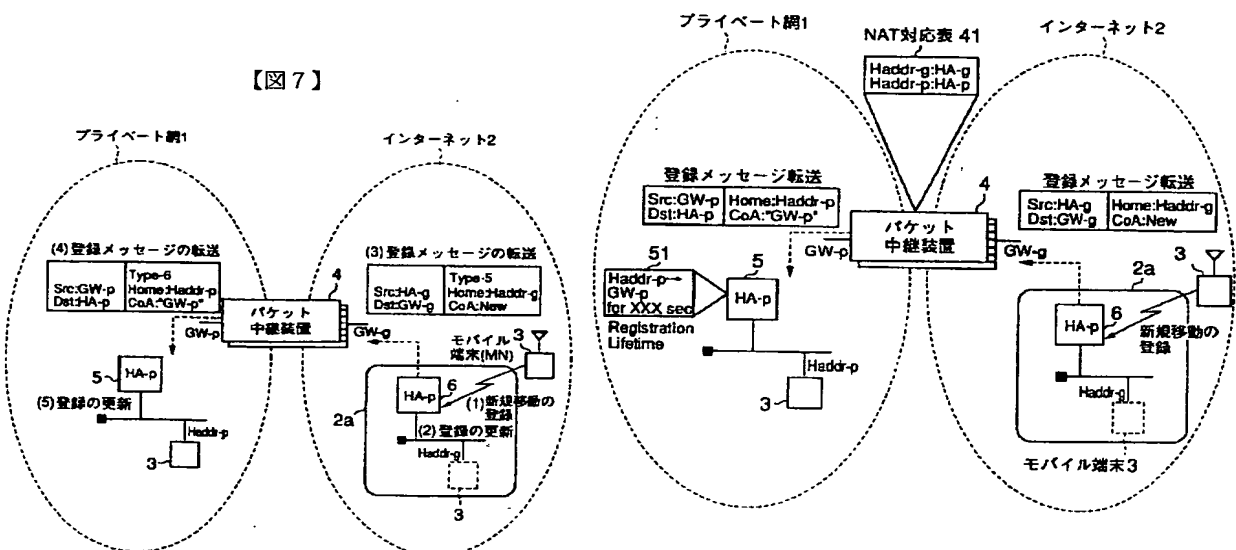 【図7】
プライベート網1
インターネット2
(4)登録メッセージの転送
Src:GW-p
Dst:HA-p
Type-6
Home:Haddr-p
CoA:"GW-p"
(3)登録メッセージの転送
Src:HA-g
Dst:GW-g
Type-5
Home:Haddr-g
CoA:New
4
パケット
中継装置
GW-p
GW-g
5
HA-p
(5)登録の更新
Haddr-p
3
モバイル
端末(MN)
3
2a
HA-p
6
(1)新規移動の
登録
(2)登録の更新
Haddr-g
3
プライベート網1
NAT対応表 41
インターネット2
Haddr-g:HA-g
Haddr-p:HA-p
登録メッセージ転送
Src:GW-p
Dst:HA-p
Home:Haddr-p
CoA:"GW-p"
登録メッセージ転送
Src:HA-g
Dst:GW-g
Home:Haddr-g
CoA:New
4
パケット
中継装置
GW-p
GW-g
51
Haddr-p→
GW-p
for XXX sec
Registration
Lifetime
5
HA-p
Haddr-p
3
2a
3
HA-p
6
新規移動の
登録
Haddr-g
モバイル端末3